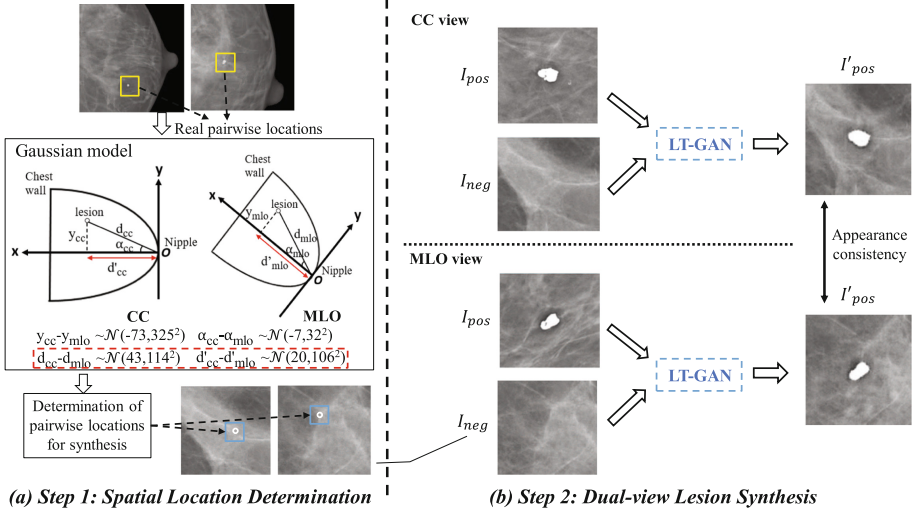 Real pairwise locations
Gaussian model
Chest
wall
y
lesion
d_cc
y_cc
α_cc
x
Nipple
O
d'_cc
CC
Chest
wall
x
y_mlo
lesion
y
d_mlo
α_mlo
d'_mlo
Nipple
O
MLO
y_cc-y_mlo ~𝒩(-73,325²) α_cc-α_mlo ~𝒩(-7,32²)
d_cc-d_mlo ~𝒩(43,114²) d'_cc-d'_mlo ~𝒩(20,106²)
Determination of
pairwise locations
for synthesis
(a) Step 1: Spatial Location Determination
CC view
I_pos
I_neg
LT-GAN
I'_pos
Appearance
consistency
MLO view
I_pos
I_neg
LT-GAN
I'_pos
(b) Step 2: Dual-view Lesion Synthesis